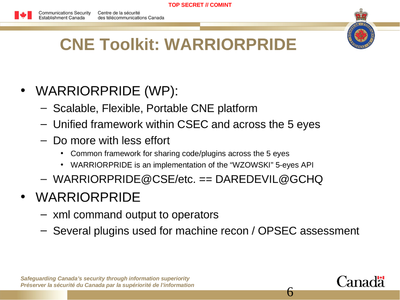 TOP SECRET // COMINT
Communications Security
Establishment Canada
Centre de la sécurité
des télécommunications Canada
CNE Toolkit: WARRIORPRIDE
• WARRIORPRIDE (WP):
– Scalable, Flexible, Portable CNE platform
– Unified framework within CSEC and across the 5 eyes
– Do more with less effort
• Common framework for sharing code/plugins across the 5 eyes
• WARRIORPRIDE is an implementation of the "WZOWSKI" 5-eyes API
– WARRIORPRIDE@CSE/etc. == DAREDEVIL@GCHQ
• WARRIORPRIDE
– xml command output to operators
– Several plugins used for machine recon / OPSEC assessment
Safeguarding Canada's security through information superiority
Préserver la sécurité du Canada par la supériorité de l'information
Canada
6